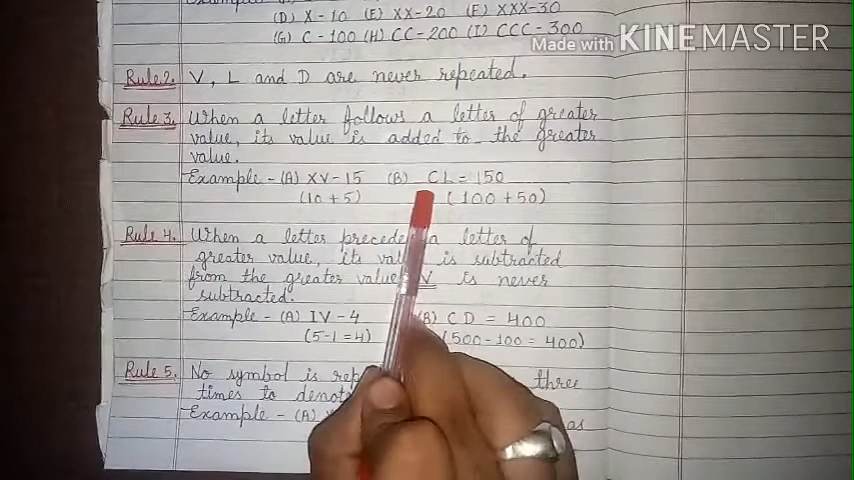 (D) X-10 (E) XX-20 (F) XXX-30
(G) C-100 (H) CC-200 (I) CCC-300
Made with KINEMASTER
Rule 2. V, L and D are never repeated.
Rule 3. When a letter follows a letter of greater
value, its value is added to the greater
value.
Example - (A) XV-15 (B) CL = 150
(10+5) (100+50)
Rule 4. When a letter precedes a letter of
greater value, its is subtracted
from the greater value V is never
subtracted.
Example - (A) IV-4 (B) CD = 400
(5-1=4) (500-100=400)
Rule 5. No symbol is three
times to
Example - (A) as